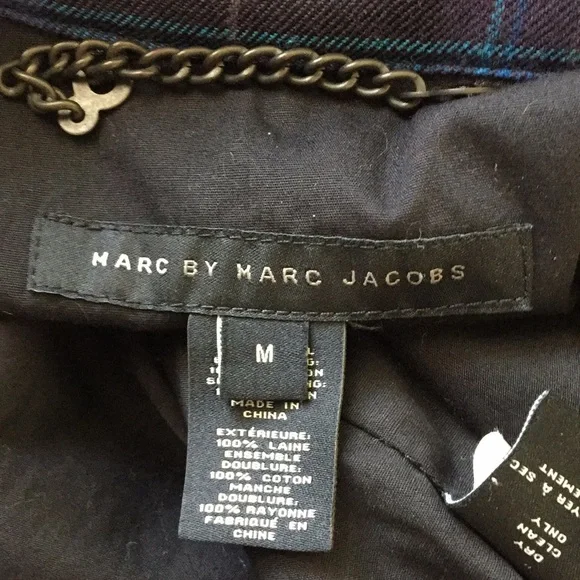 MARC BY MARC JACOBS
M
MADE IN
CHINA
EXTÉRIEURE:
100% LAINE
ENSEMBLE
DOUBLURE:
100% COTON
MANCHE
DOUBLURE:
100% RAYONNE
FABRIQUÉ EN
CHINE
DRY
CLEAN
ONLY
À SEC